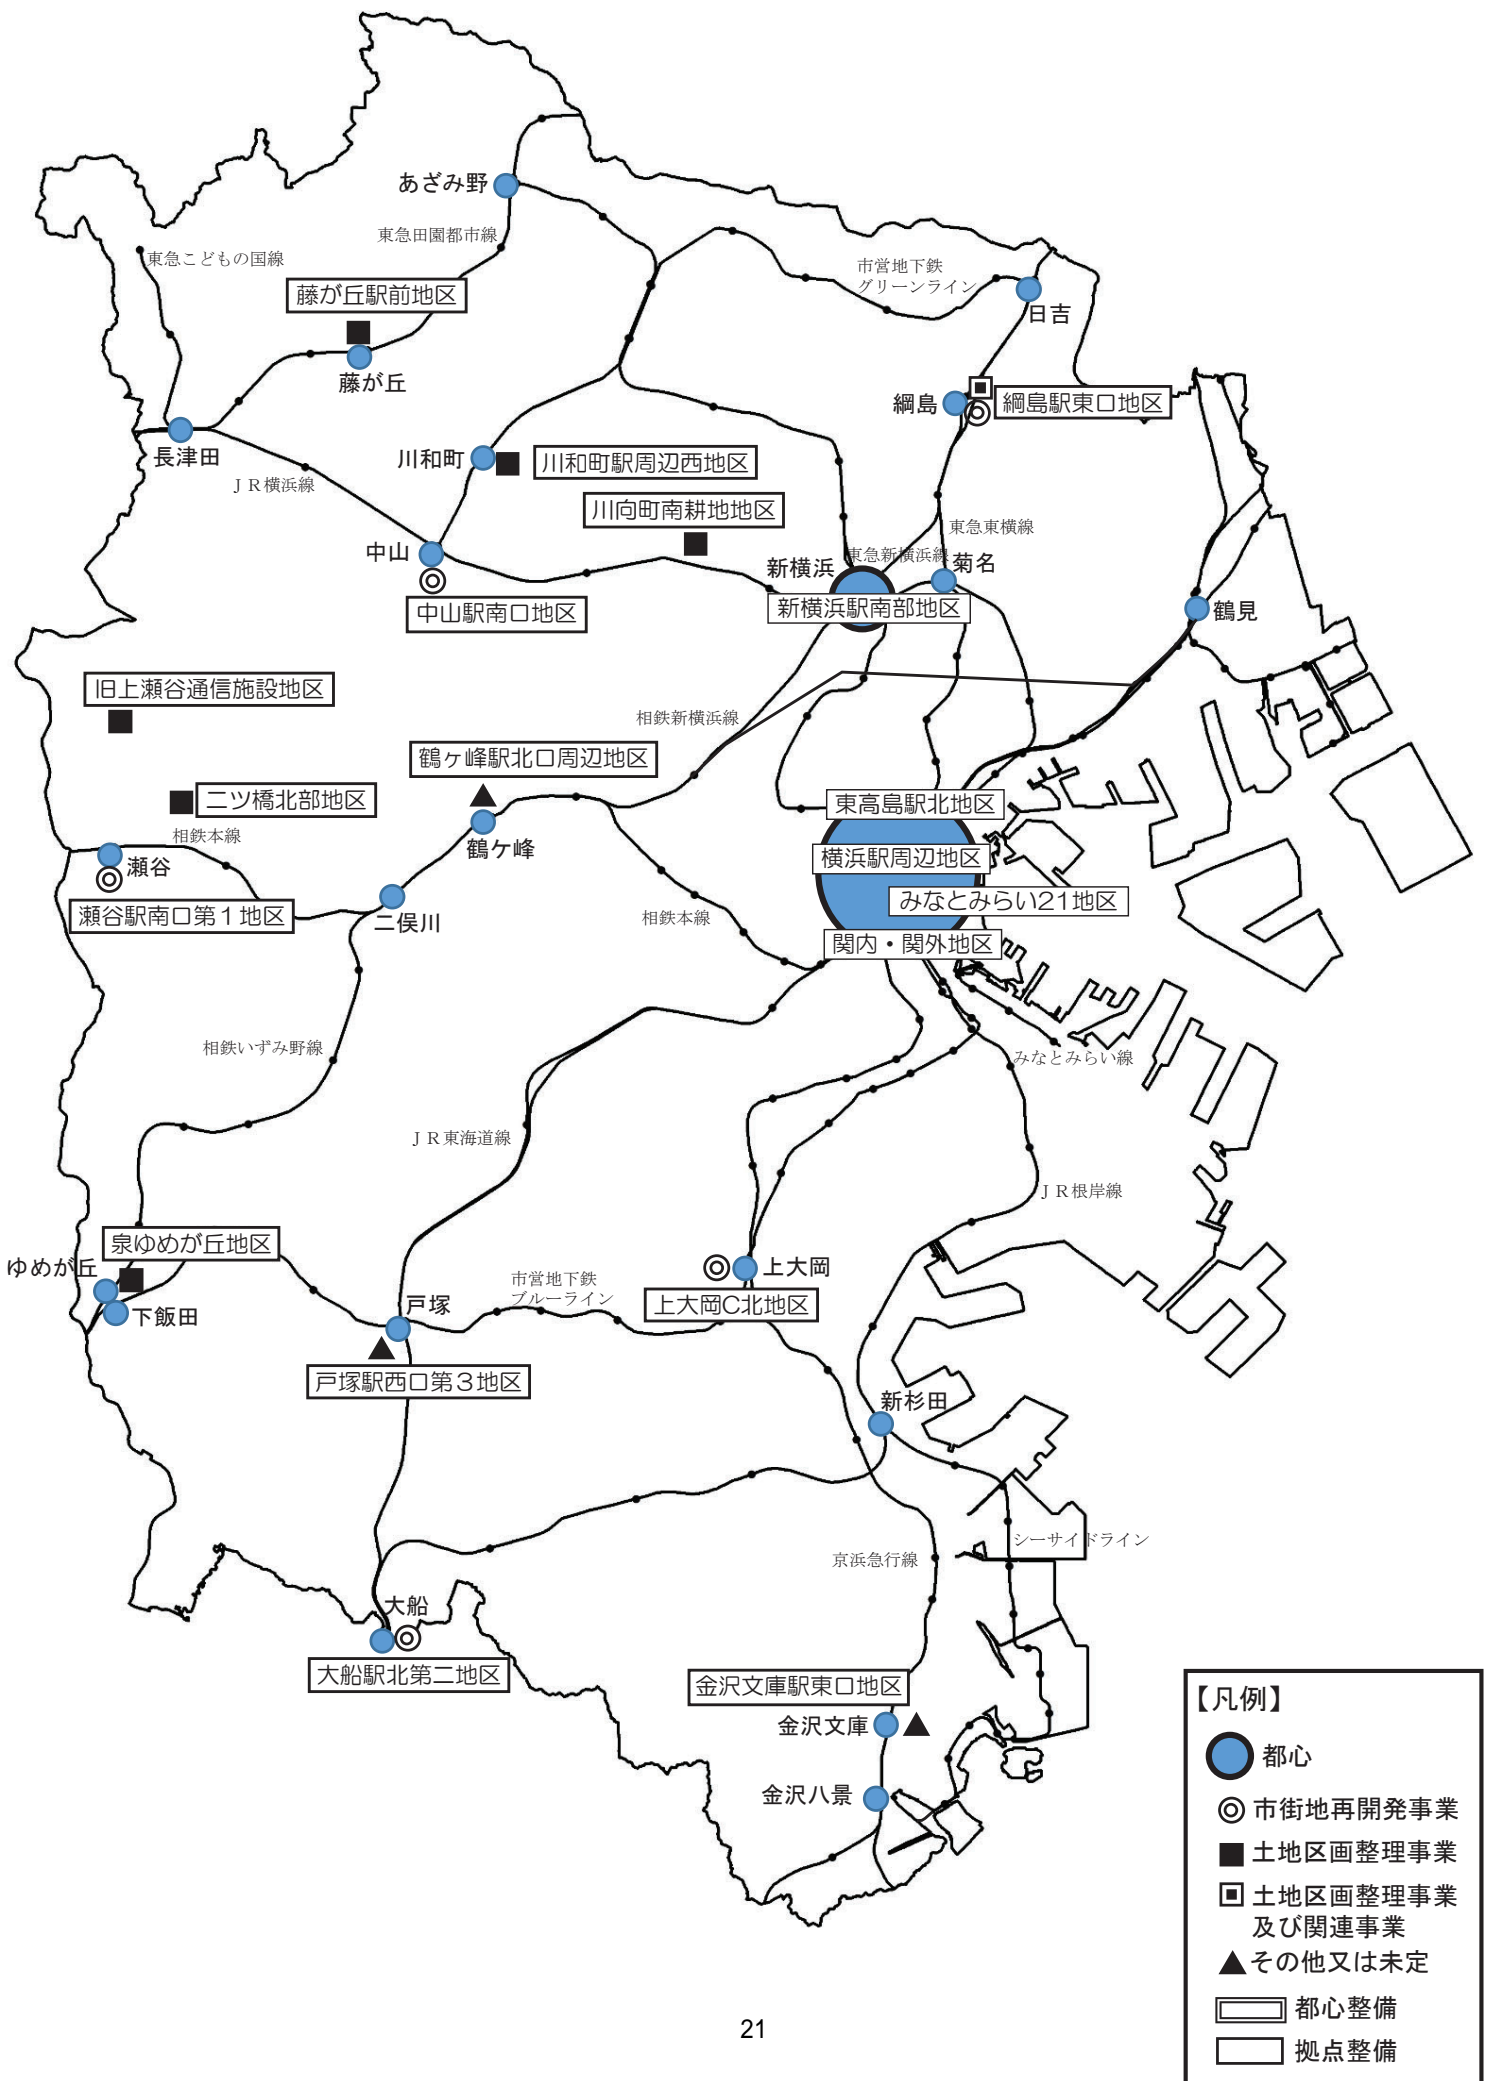 あざみ野
東急田園都市線
東急こどもの国線
市営地下鉄
グリーンライン
藤が丘駅前地区
日吉
藤が丘
綱島
綱島駅東口地区
長津田
川和町
川和町駅周辺西地区
ＪＲ横浜線
川向町南耕地地区
東急東横線
中山
東急新横浜線
新横浜
菊名
中山駅南口地区
新横浜駅南部地区
鶴見
旧上瀬谷通信施設地区
相鉄新横浜線
鶴ヶ峰駅北口周辺地区
二ツ橋北部地区
東高島駅北地区
相鉄本線
鶴ケ峰
横浜駅周辺地区
瀬谷
みなとみらい21地区
瀬谷駅南口第１地区
二俣川
相鉄本線
関内・関外地区
相鉄いずみ野線
みなとみらい線
ＪＲ東海道線
ＪＲ根岸線
泉ゆめが丘地区
ゆめが丘
上大岡
市営地下鉄
ブルーライン
下飯田
戸塚
上大岡C北地区
戸塚駅西口第３地区
新杉田
シーサイドライン
京浜急行線
大船
大船駅北第二地区
金沢文庫駅東口地区
金沢文庫
金沢八景
【凡例】
都心
市街地再開発事業
土地区画整理事業
土地区画整理事業
及び関連事業
その他又は未定
都心整備
拠点整備
21